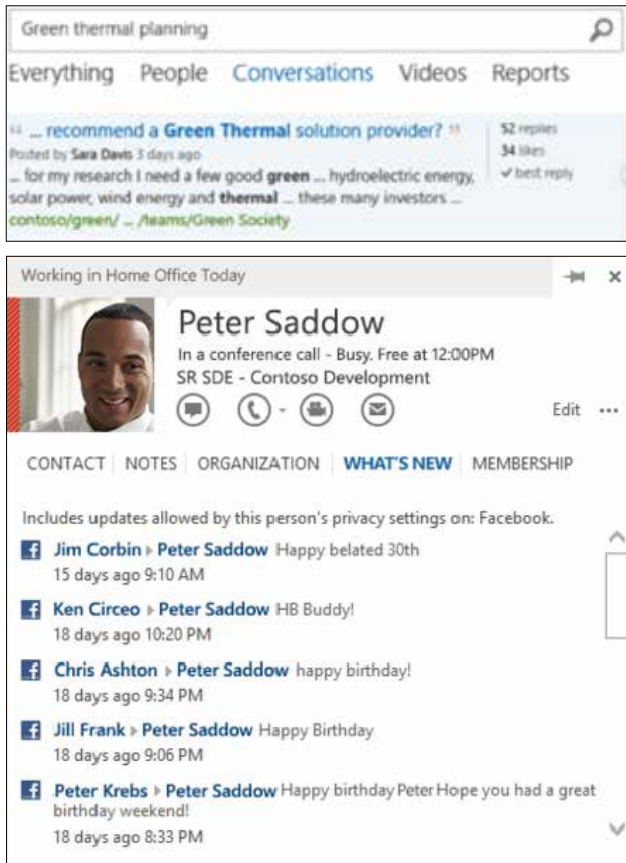 Green thermal planning
Everything People Conversations Videos Reports
“ ... recommend a Green Thermal solution provider? ”
52 replies
Posted by Sara Davis 3 days ago
34 likes
... for my research I need a few good green ... hydroelectric energy,
✓ best reply
solar power, wind energy and thermal ... these many investors ...
contoso/green/ ... /teams/Green Society
Working in Home Office Today
Peter Saddow
In a conference call - Busy. Free at 12:00PM
SR SDE - Contoso Development
Edit ...
CONTACT NOTES ORGANIZATION WHAT'S NEW MEMBERSHIP
Includes updates allowed by this person's privacy settings on: Facebook.
Jim Corbin ▸ Peter Saddow Happy belated 30th
15 days ago 9:10 AM
Ken Circeo ▸ Peter Saddow HB Buddy!
18 days ago 10:20 PM
Chris Ashton ▸ Peter Saddow happy birthday!
18 days ago 9:34 PM
Jill Frank ▸ Peter Saddow Happy Birthday
18 days ago 9:06 PM
Peter Krebs ▸ Peter Saddow Happy birthday Peter Hope you had a great
birthday weekend!
18 days ago 8:33 PM